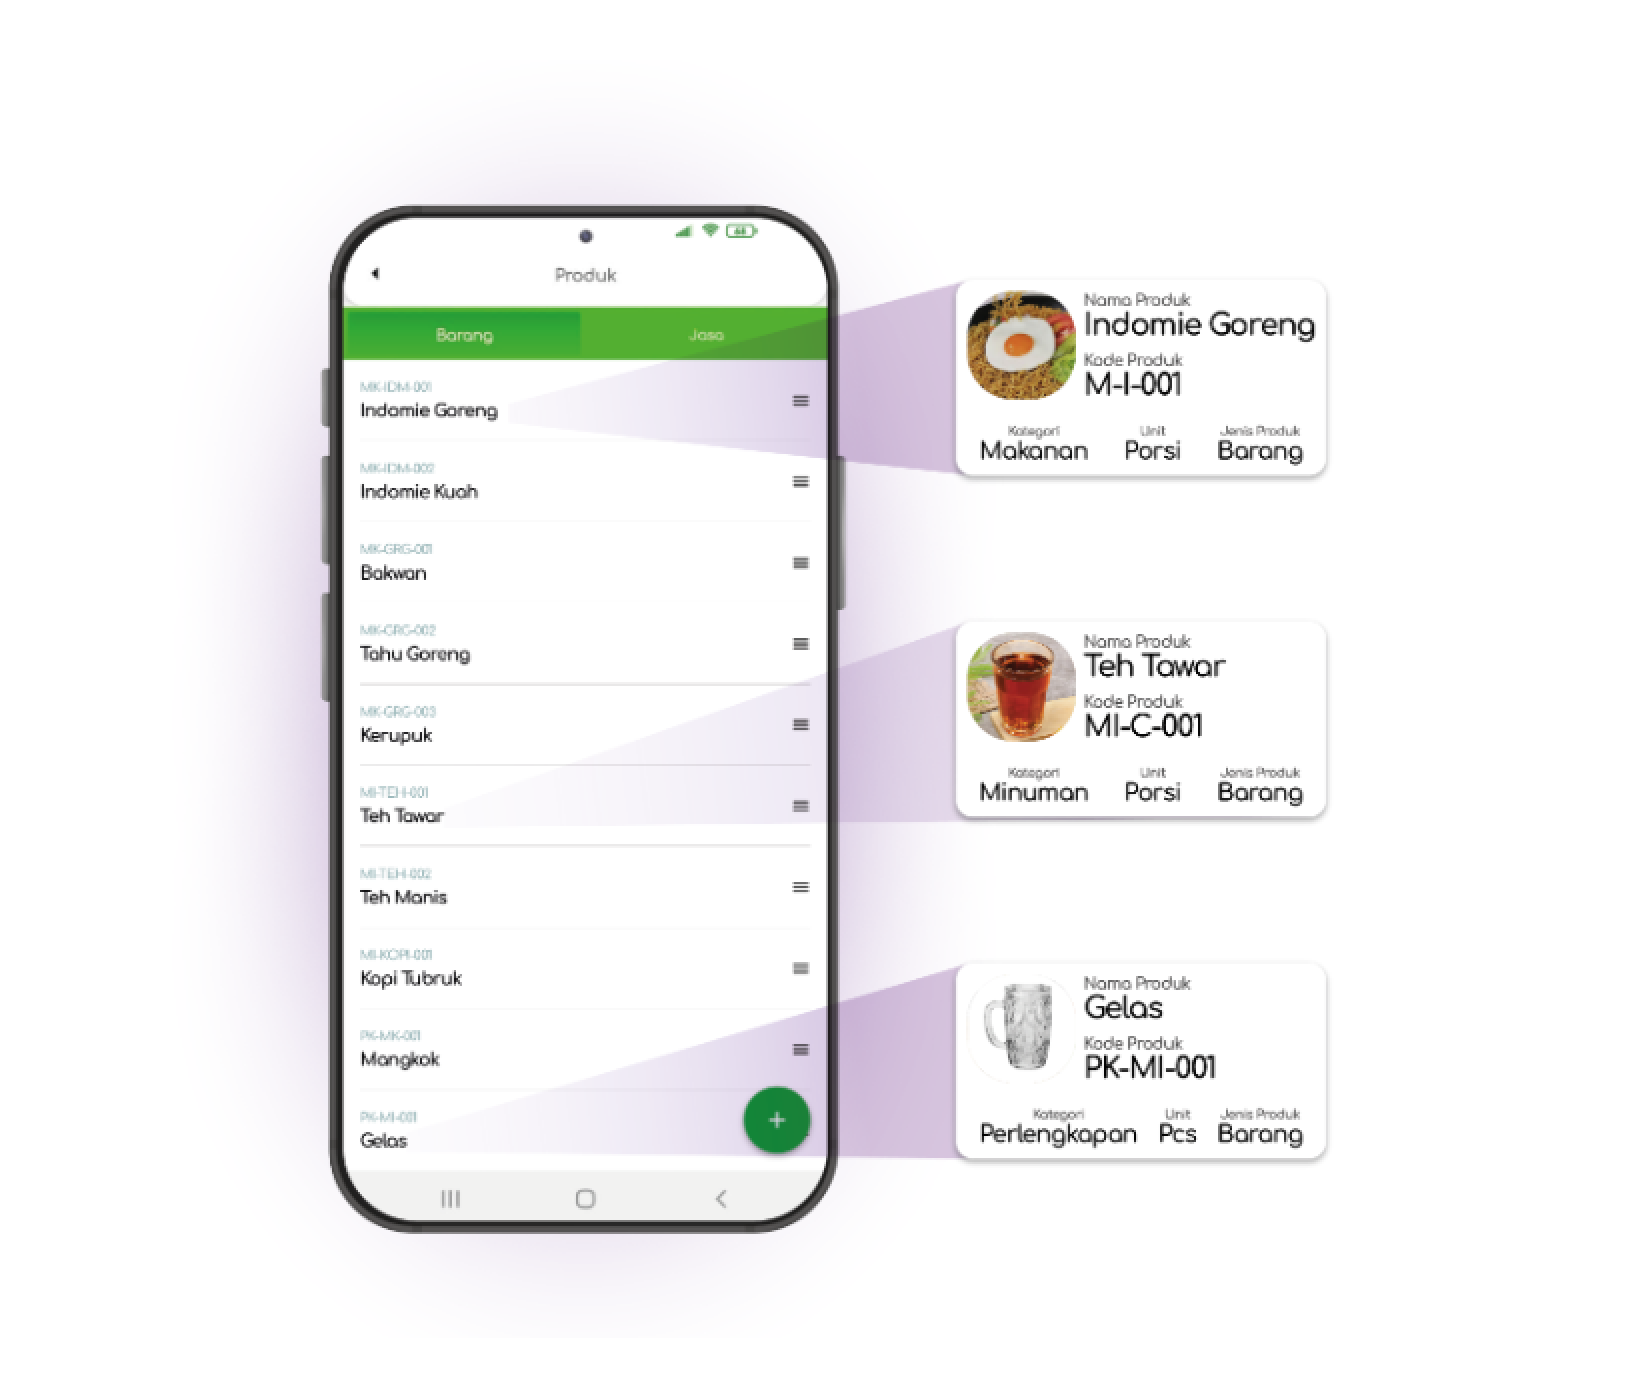 68
Produk
Barang
Jasa
MK-IDM-001
Indomie Goreng
MK-IDM-002
Indomie Kuah
MK-GRG-001
Bakwan
MK-GRG-002
Tahu Goreng
MK-GRG-003
Kerupuk
MI-TEH-001
Teh Tawar
MI-TEH-002
Teh Manis
MI-KOPI-001
Kopi Tubruk
PK-MK-001
Mangkok
PK-MI-001
Gelas
Nama Produk
Indomie Goreng
Kode Produk
M-I-001
Kategori Unit Jenis Produk
Makanan Porsi Barang
Nama Produk
Teh Tawar
Kode Produk
MI-C-001
Kategori Unit Jenis Produk
Minuman Porsi Barang
Nama Produk
Gelas
Kode Produk
PK-MI-001
Kategori Unit Jenis Produk
Perlengkapan Pcs Barang